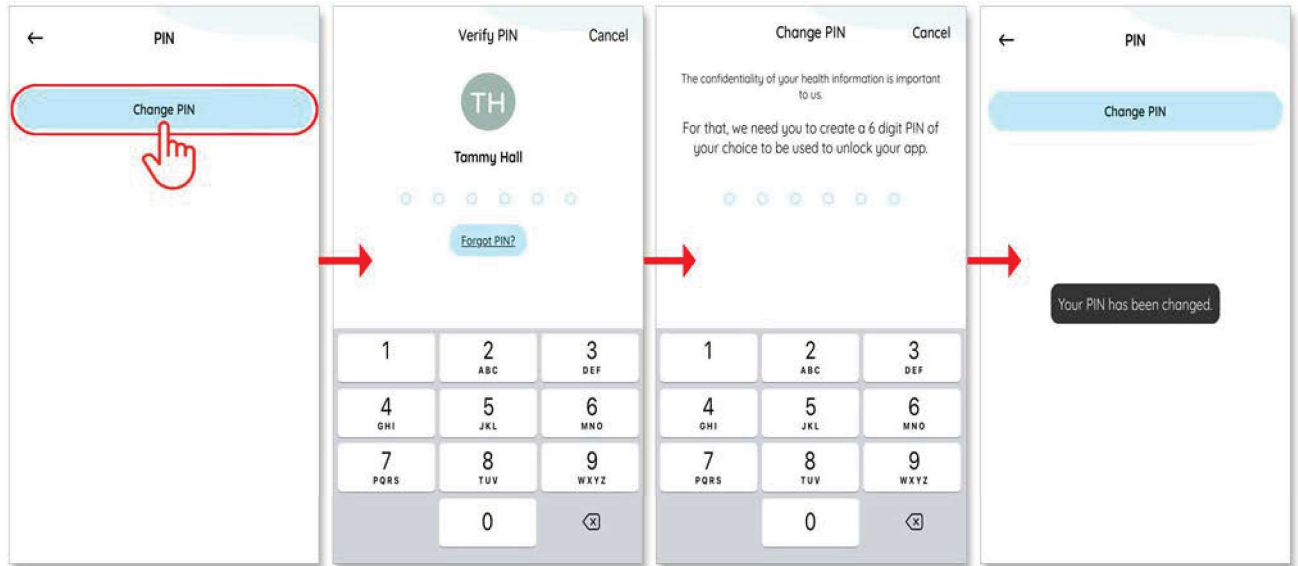 ← PIN
Change PIN
Verify PIN Cancel
TH
Tammy Hall
Forgot PIN?
1 2 3
ABC DEF
4 5 6
GHI JKL MNO
7 8 9
PQRS TUV WXYZ
0
Change PIN Cancel
The confidentiality of your health information is important
to us.
For that, we need you to create a 6 digit PIN of
your choice to be used to unlock your app.
1 2 3
ABC DEF
4 5 6
GHI JKL MNO
7 8 9
PQRS TUV WXYZ
0
← PIN
Change PIN
Your PIN has been changed.